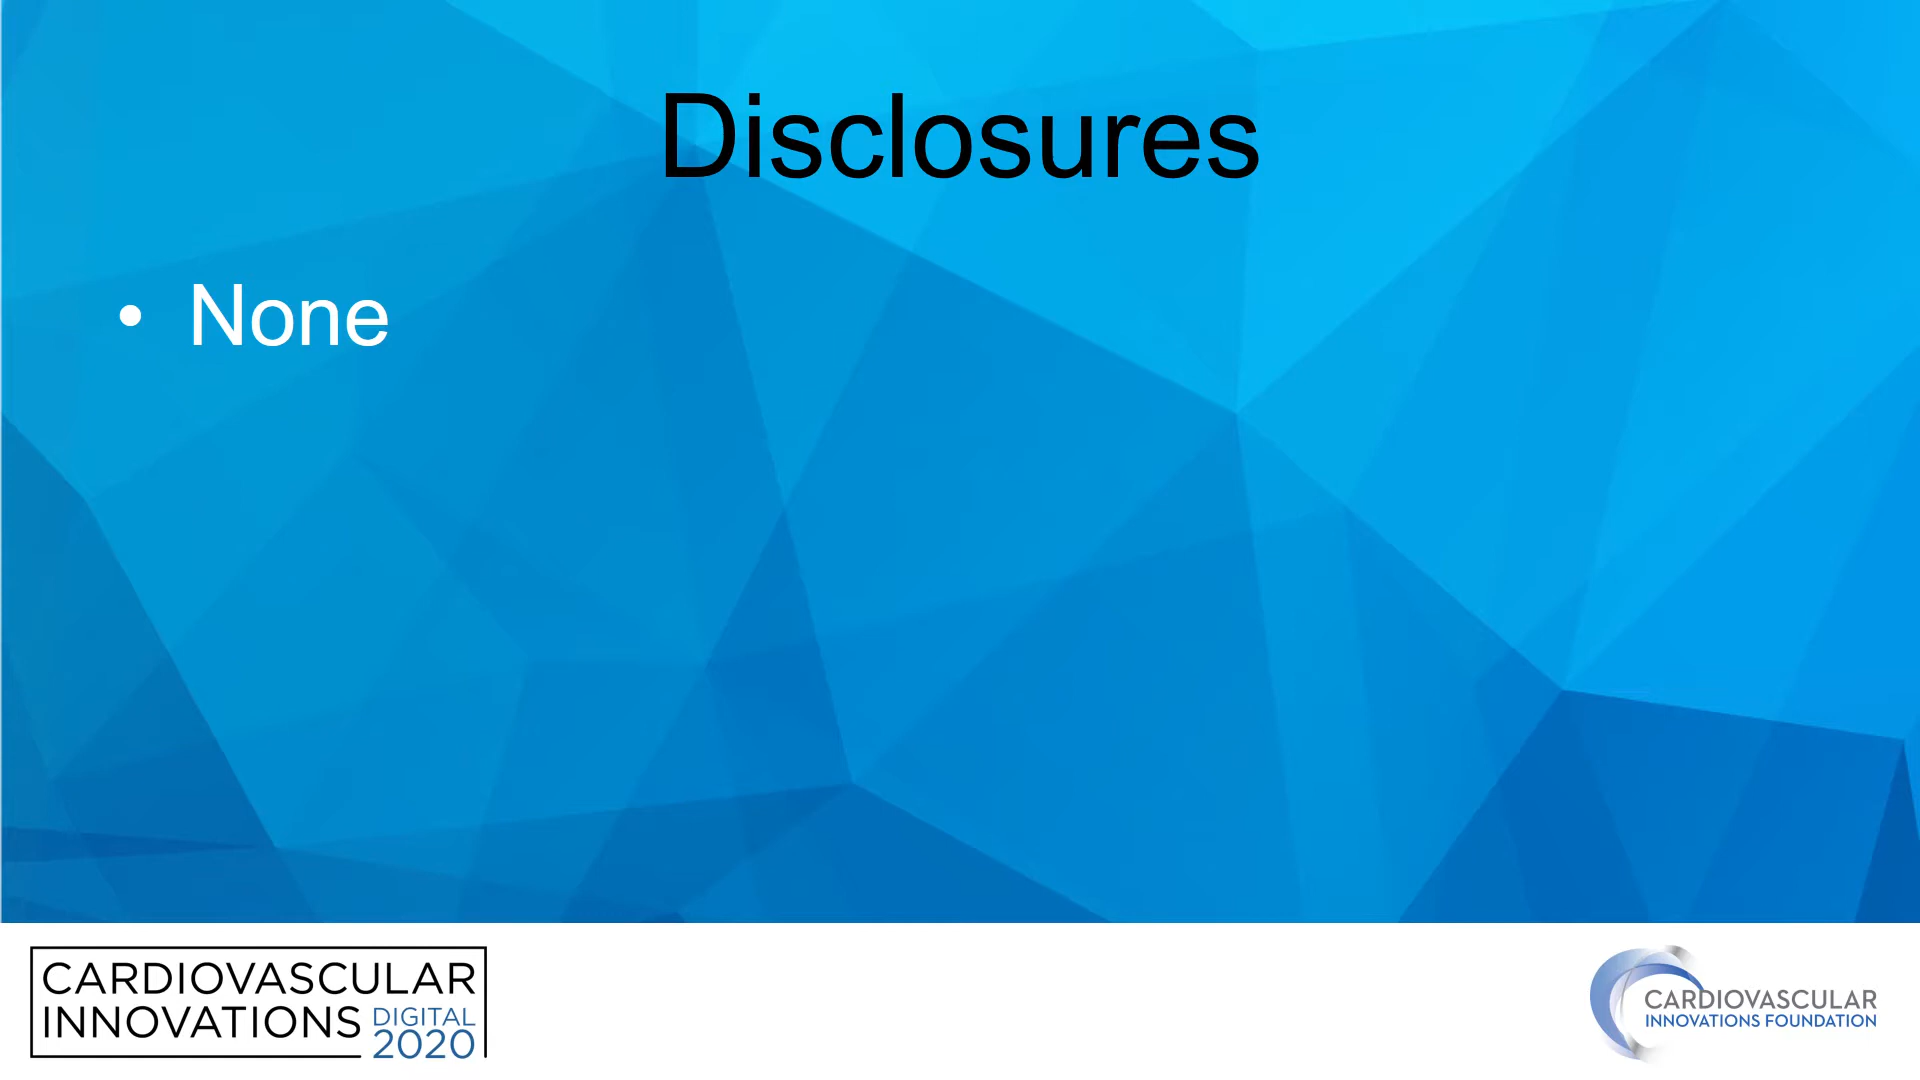 Disclosures
• None
CARDIOVASCULAR
INNOVATIONS DIGITAL
2020
CARDIOVASCULAR
INNOVATIONS FOUNDATION